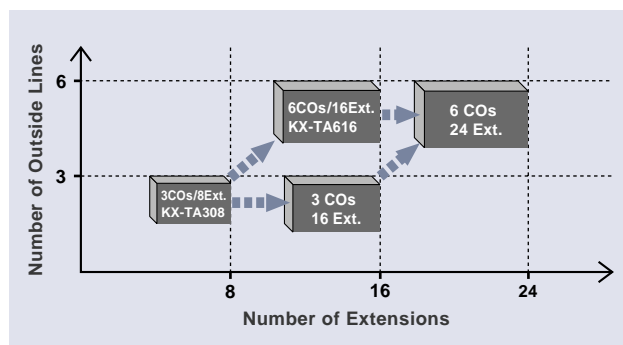 Number of Outside Lines
6
3
6COs/16Ext.
KX-TA616
6 COs
24 Ext.
3COs/8Ext.
KX-TA308
3 COs
16 Ext.
8
16
24
Number of Extensions